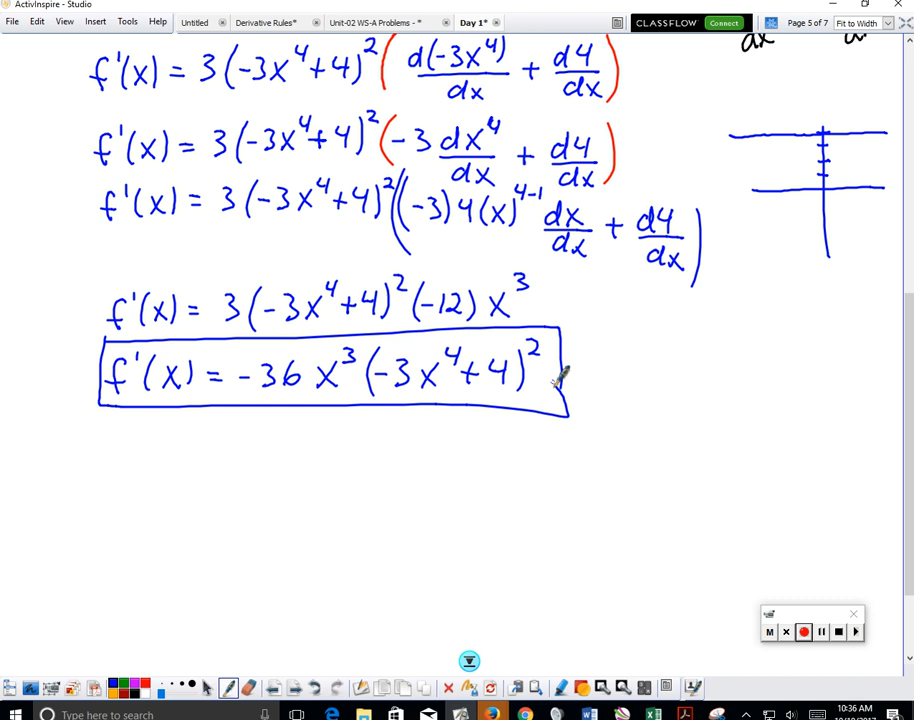 ActivInspire - Studio
File Edit View Insert Tools Help Untitled Derivative Rules* Unit-02 WS-A Problems - * Day 1* CLASSFLOW Connect Page 5 of 7 Fit to Width
f'(x) = 3(-3x⁴+4)² (d(-3x⁴)/dx + d4/dx)
f'(x) = 3(-3x⁴+4)² (-3 dx⁴/dx + d4/dx)
f'(x) = 3(-3x⁴+4)² ((-3)4(x)⁴⁻¹ dx/dx + d4/dx)
f'(x) = 3(-3x⁴+4)² (-12) x³
f'(x) = -36 x³ (-3x⁴+4)²
M
Type here to search
10:36 AM